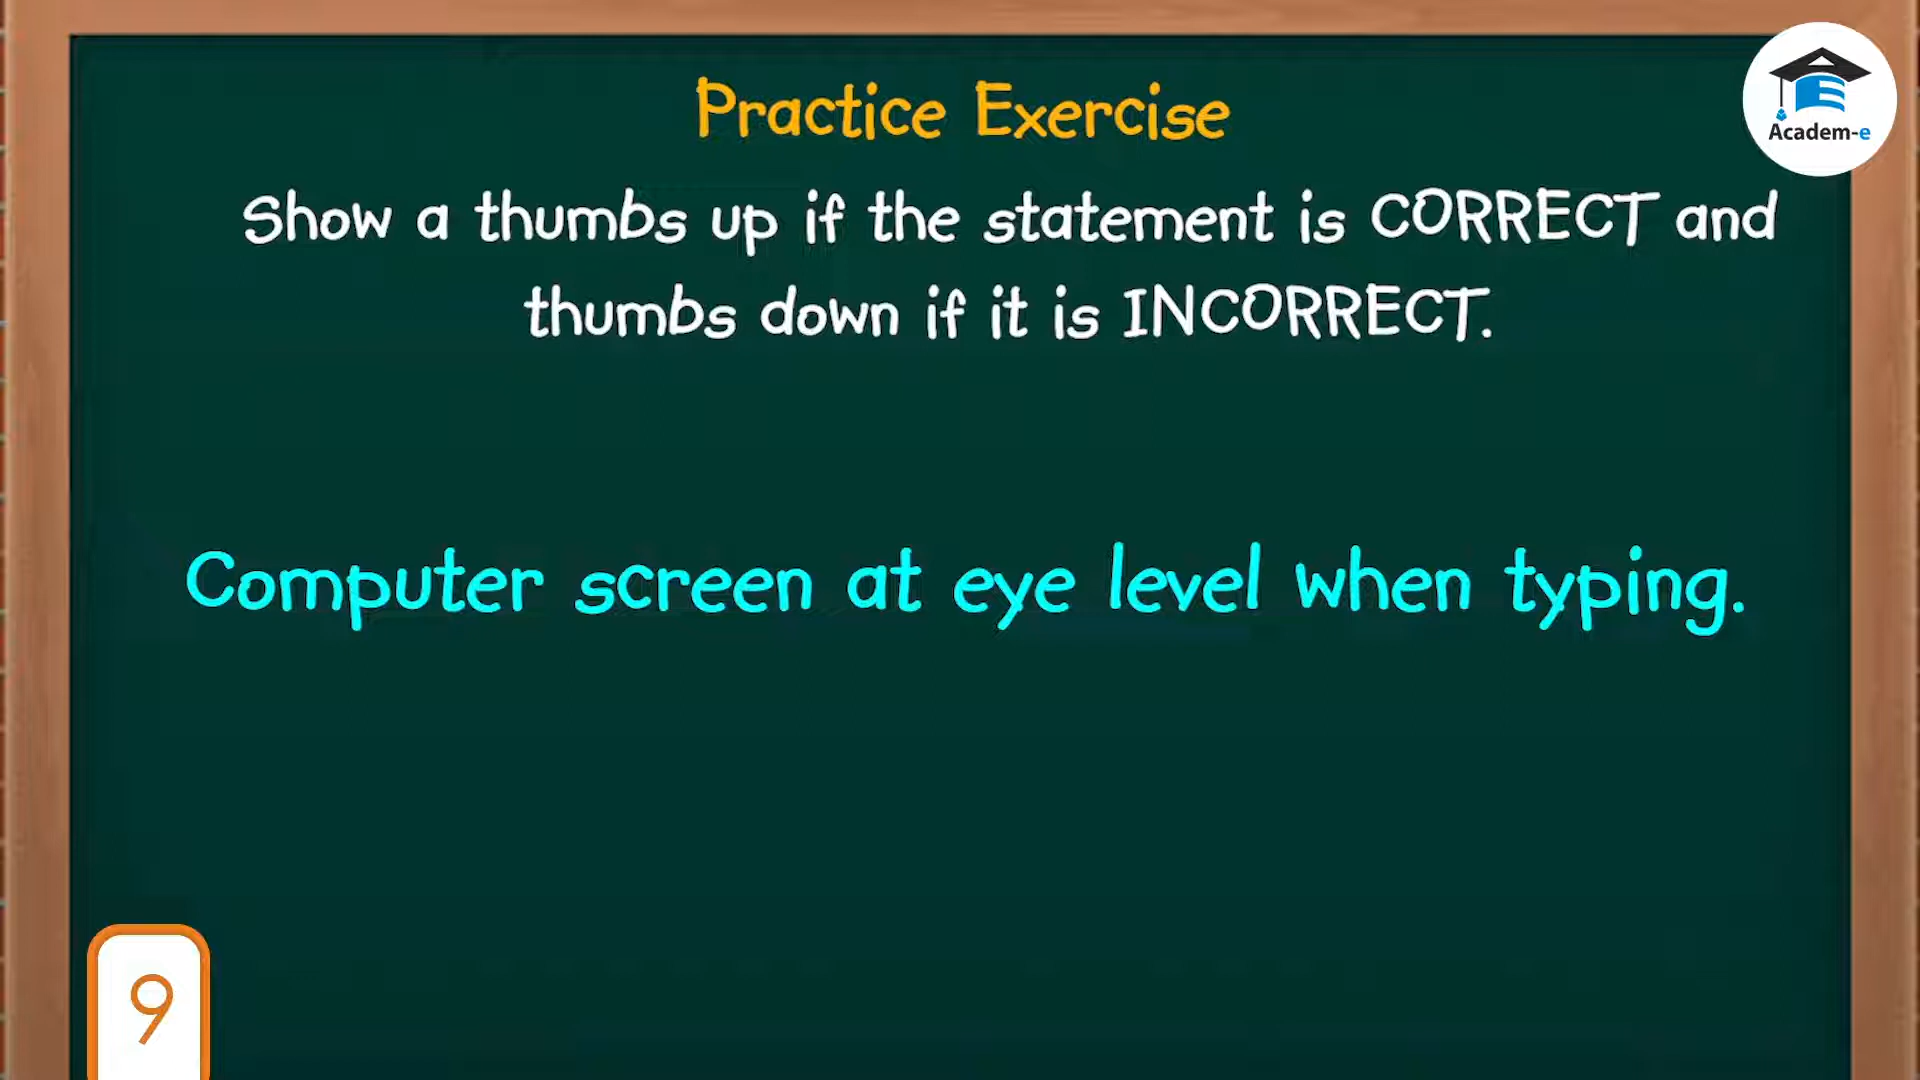 Practice Exercise
Academ-e
Show a thumbs up if the statement is CORRECT and
thumbs down if it is INCORRECT.
Computer screen at eye level when typing.
9